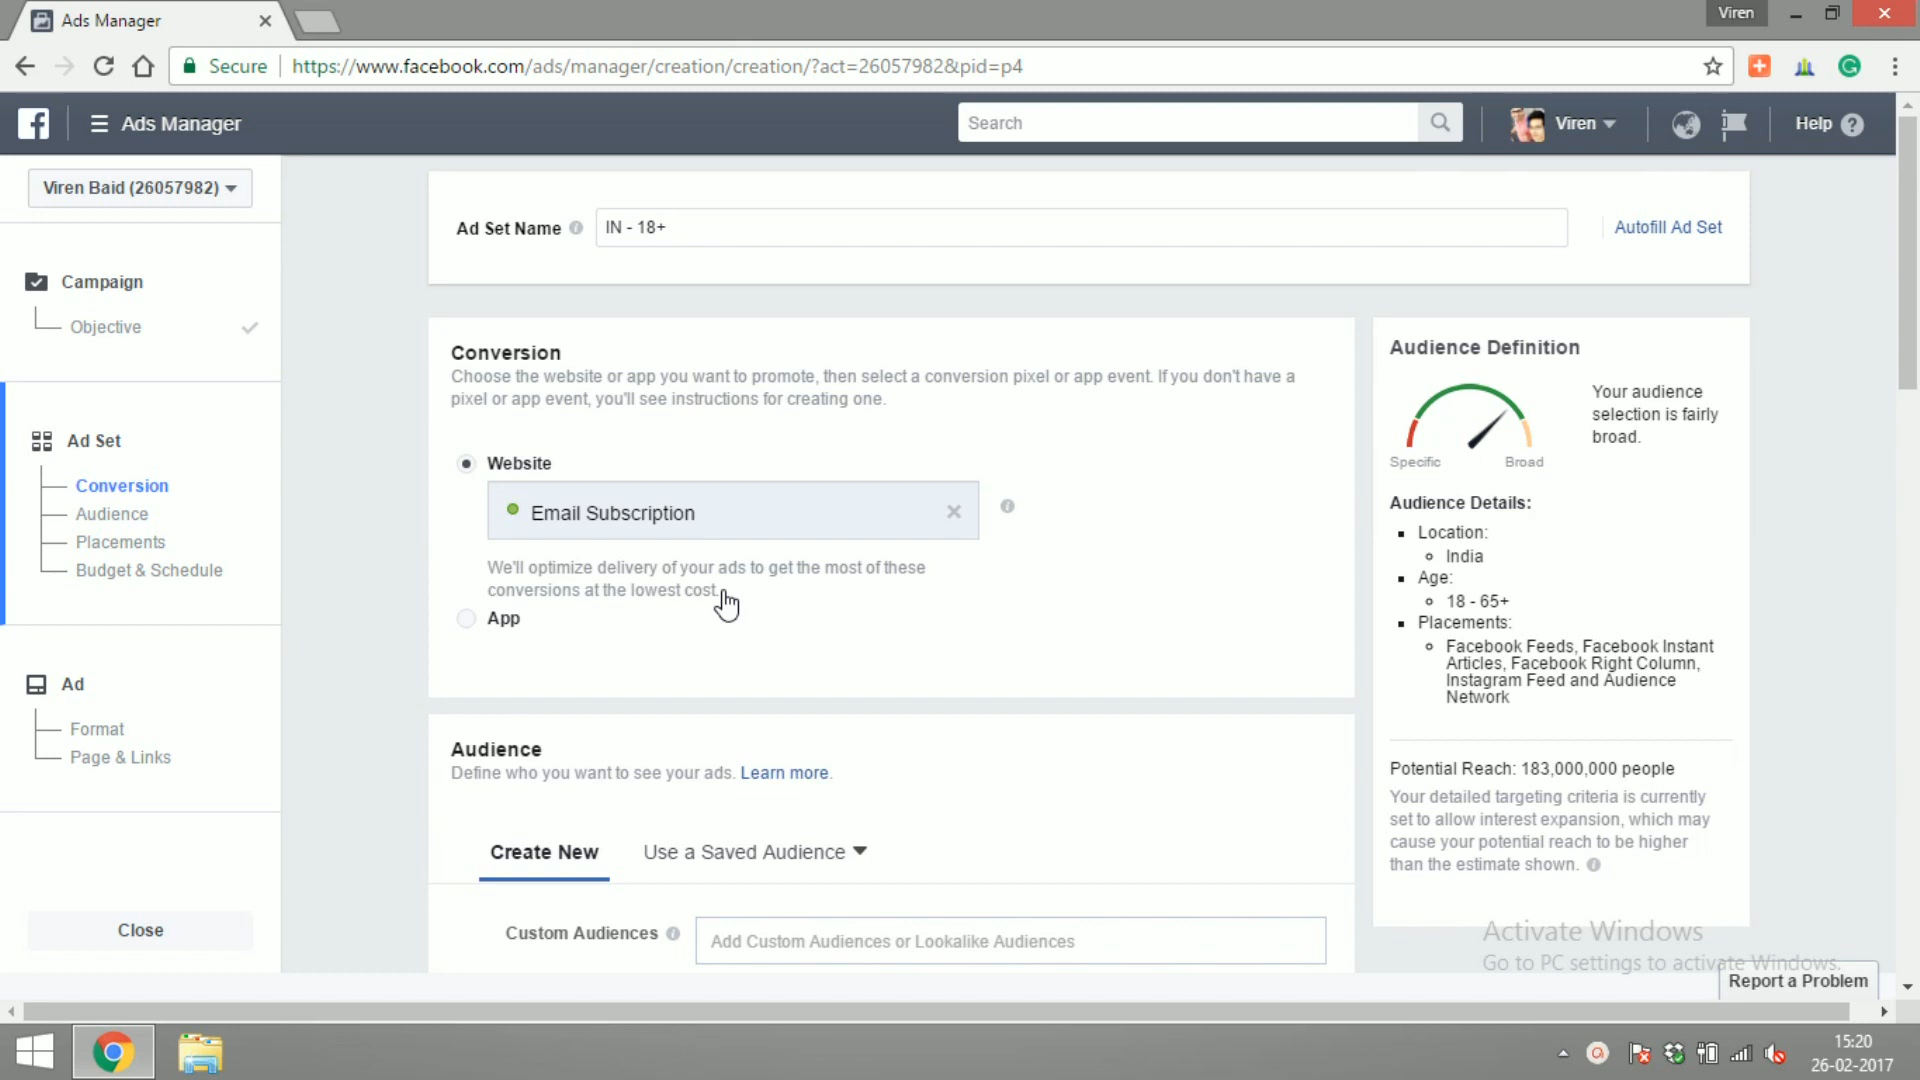 Ads Manager
Viren
Secure
https://www.facebook.com/ads/manager/creation/creation/?act=26057982&pid=p4
Ads Manager
Search
Viren
Help
Viren Baid (26057982)
Campaign
Objective
Ad Set
Conversion
Audience
Placements
Budget & Schedule
Ad
Format
Page & Links
Close
Ad Set Name
IN - 18+
Autofill Ad Set
Conversion
Choose the website or app you want to promote, then select a conversion pixel or app event. If you don't have a
pixel or app event, you'll see instructions for creating one.
Website
Email Subscription
We'll optimize delivery of your ads to get the most of these
conversions at the lowest cost.
App
Audience
Define who you want to see your ads. Learn more.
Create New
Use a Saved Audience
Custom Audiences
Add Custom Audiences or Lookalike Audiences
Audience Definition
Your audience
selection is fairly
broad.
Specific
Broad
Audience Details:
Location:
India
Age:
18 - 65+
Placements:
Facebook Feeds, Facebook Instant
Articles, Facebook Right Column,
Instagram Feed and Audience
Network
Potential Reach: 183,000,000 people
Your detailed targeting criteria is currently
set to allow interest expansion, which may
cause your potential reach to be higher
than the estimate shown.
Activate Windows
Go to PC settings to activate Windows.
Report a Problem
15:20
26-02-2017